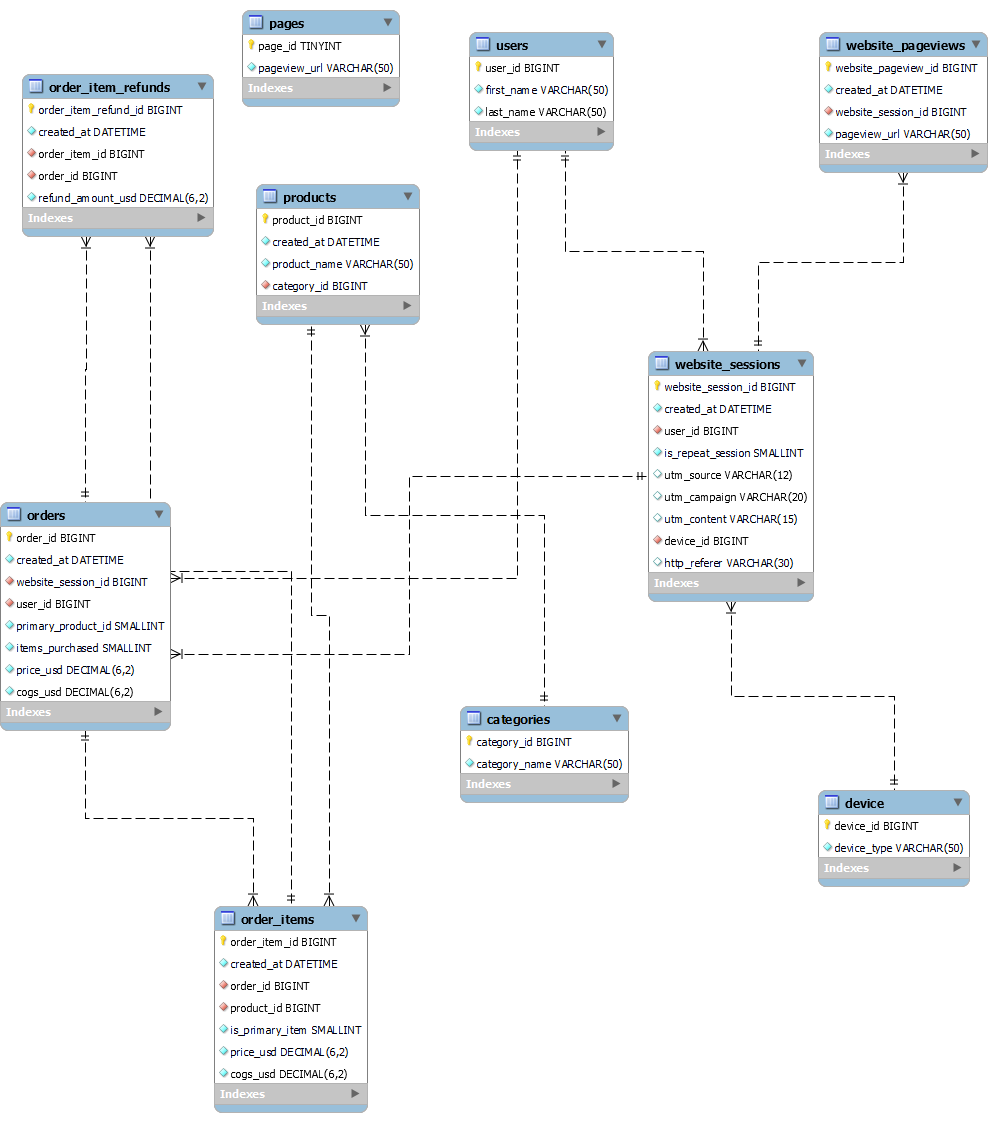 pages
page_id TINYINT
pageview_url VARCHAR(50)
Indexes
users
user_id BIGINT
first_name VARCHAR(50)
last_name VARCHAR(50)
Indexes
website_pageviews
website_pageview_id BIGINT
created_at DATETIME
website_session_id BIGINT
pageview_url VARCHAR(50)
Indexes
order_item_refunds
order_item_refund_id BIGINT
created_at DATETIME
order_item_id BIGINT
order_id BIGINT
refund_amount_usd DECIMAL(6,2)
Indexes
products
product_id BIGINT
created_at DATETIME
product_name VARCHAR(50)
category_id BIGINT
Indexes
website_sessions
website_session_id BIGINT
created_at DATETIME
user_id BIGINT
is_repeat_session SMALLINT
utm_source VARCHAR(12)
utm_campaign VARCHAR(20)
utm_content VARCHAR(15)
device_id BIGINT
http_referer VARCHAR(30)
Indexes
orders
order_id BIGINT
created_at DATETIME
website_session_id BIGINT
user_id BIGINT
primary_product_id SMALLINT
items_purchased SMALLINT
price_usd DECIMAL(6,2)
cogs_usd DECIMAL(6,2)
Indexes
categories
category_id BIGINT
category_name VARCHAR(50)
Indexes
device
device_id BIGINT
device_type VARCHAR(50)
Indexes
order_items
order_item_id BIGINT
created_at DATETIME
order_id BIGINT
product_id BIGINT
is_primary_item SMALLINT
price_usd DECIMAL(6,2)
cogs_usd DECIMAL(6,2)
Indexes